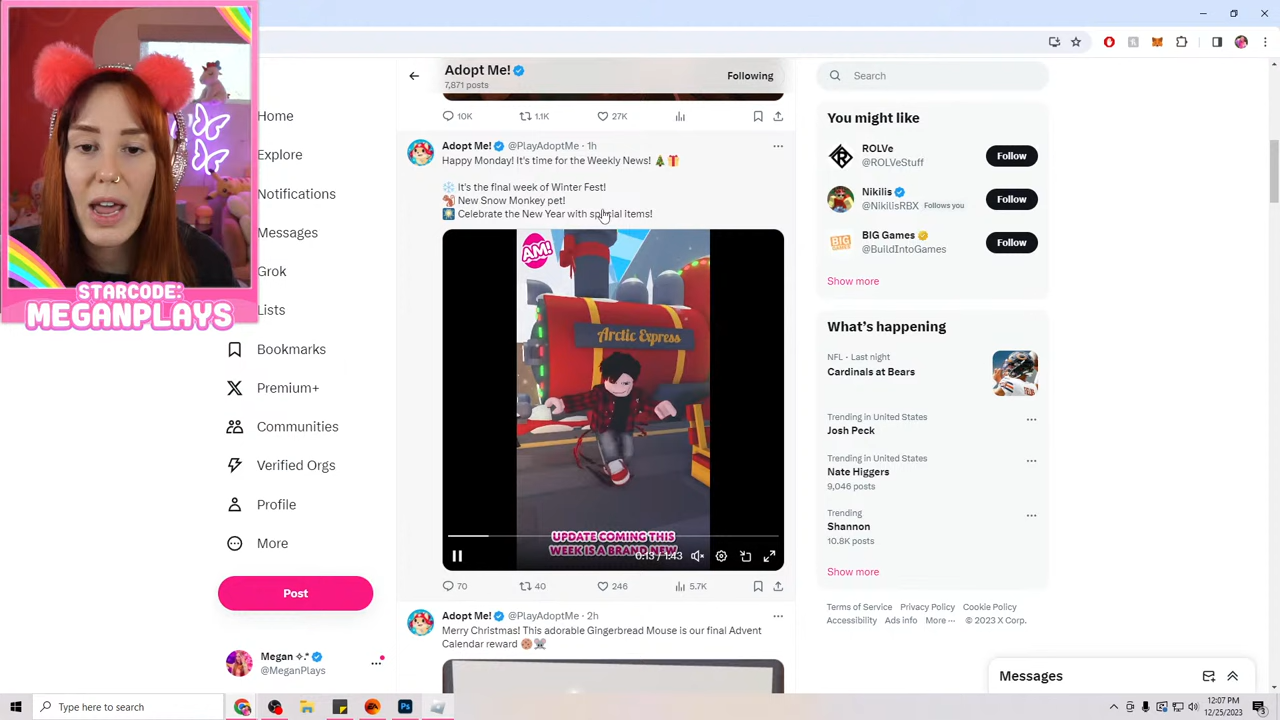 STARCODE:
MEGANPLAYS
Home
Explore
Notifications
Messages
Grok
Lists
Bookmarks
Premium+
Communities
Verified Orgs
Profile
More
Post
Megan ✧.*
@MeganPlays
Adopt Me!
7,871 posts
Following
10K 1.1K 27K
Adopt Me! @PlayAdoptMe · 1h
Happy Monday! It's time for the Weekly News! 🎄🎁
❄️ It's the final week of Winter Fest!
🐒 New Snow Monkey pet!
🎆 Celebrate the New Year with special items!
AM!
Arctic Express
UPDATE COMING THIS
WEEK IS A BRAND NEW
0:13 / 1:43
70 40 246 5.7K
Adopt Me! @PlayAdoptMe · 2h
Merry Christmas! This adorable Gingerbread Mouse is our final Advent
Calendar reward 🍪🐭
Search
You might like
ROLVe
@ROLVeStuff
Follow
Nikilis
@NikilisRBX Follows you
Follow
BIG
BIG Games
@BuildIntoGames
Follow
Show more
What's happening
NFL · Last night
Cardinals at Bears
Trending in United States
Josh Peck
Trending in United States
Nate Higgers
9,046 posts
Trending
Shannon
10.8K posts
Show more
Terms of Service Privacy Policy Cookie Policy
Accessibility Ads info More ··· © 2023 X Corp.
Messages
Type here to search
12:07 PM
12/25/2023
3